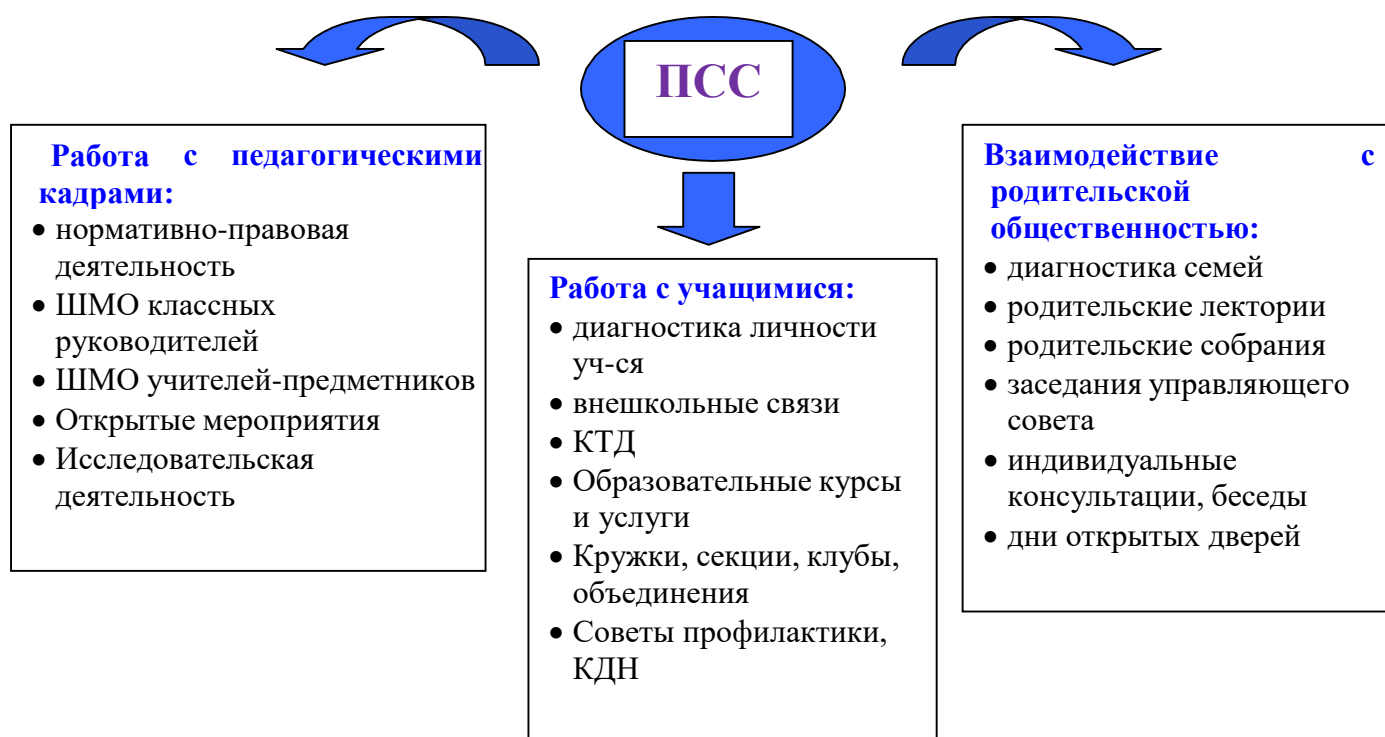 ПСС
Работа с педагогическими
кадрами:
• нормативно-правовая
деятельность
• ШМО классных
руководителей
• ШМО учителей-предметников
• Открытые мероприятия
• Исследовательская
деятельность
Работа с учащимися:
• диагностика личности
уч-ся
• внешкольные связи
• КТД
• Образовательные курсы
и услуги
• Кружки, секции, клубы,
объединения
• Советы профилактики,
КДН
Взаимодействие с
родительской
общественностью:
• диагностика семей
• родительские лектории
• родительские собрания
• заседания управляющего
совета
• индивидуальные
консультации, беседы
• дни открытых дверей